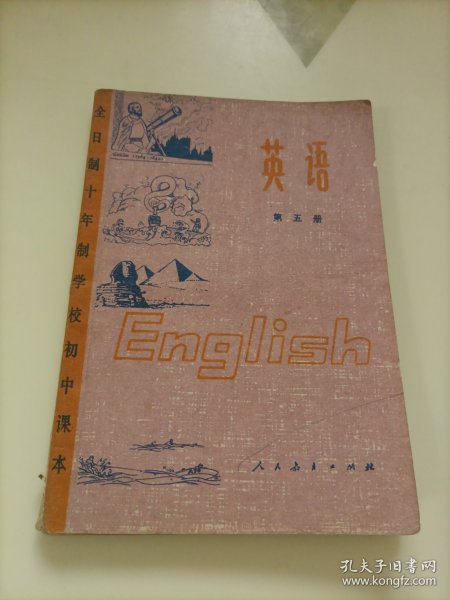 全日制十年制学校初中课本
英语
第五册
English
人民教育出版社
孔夫子旧书网
www.kongfz.com